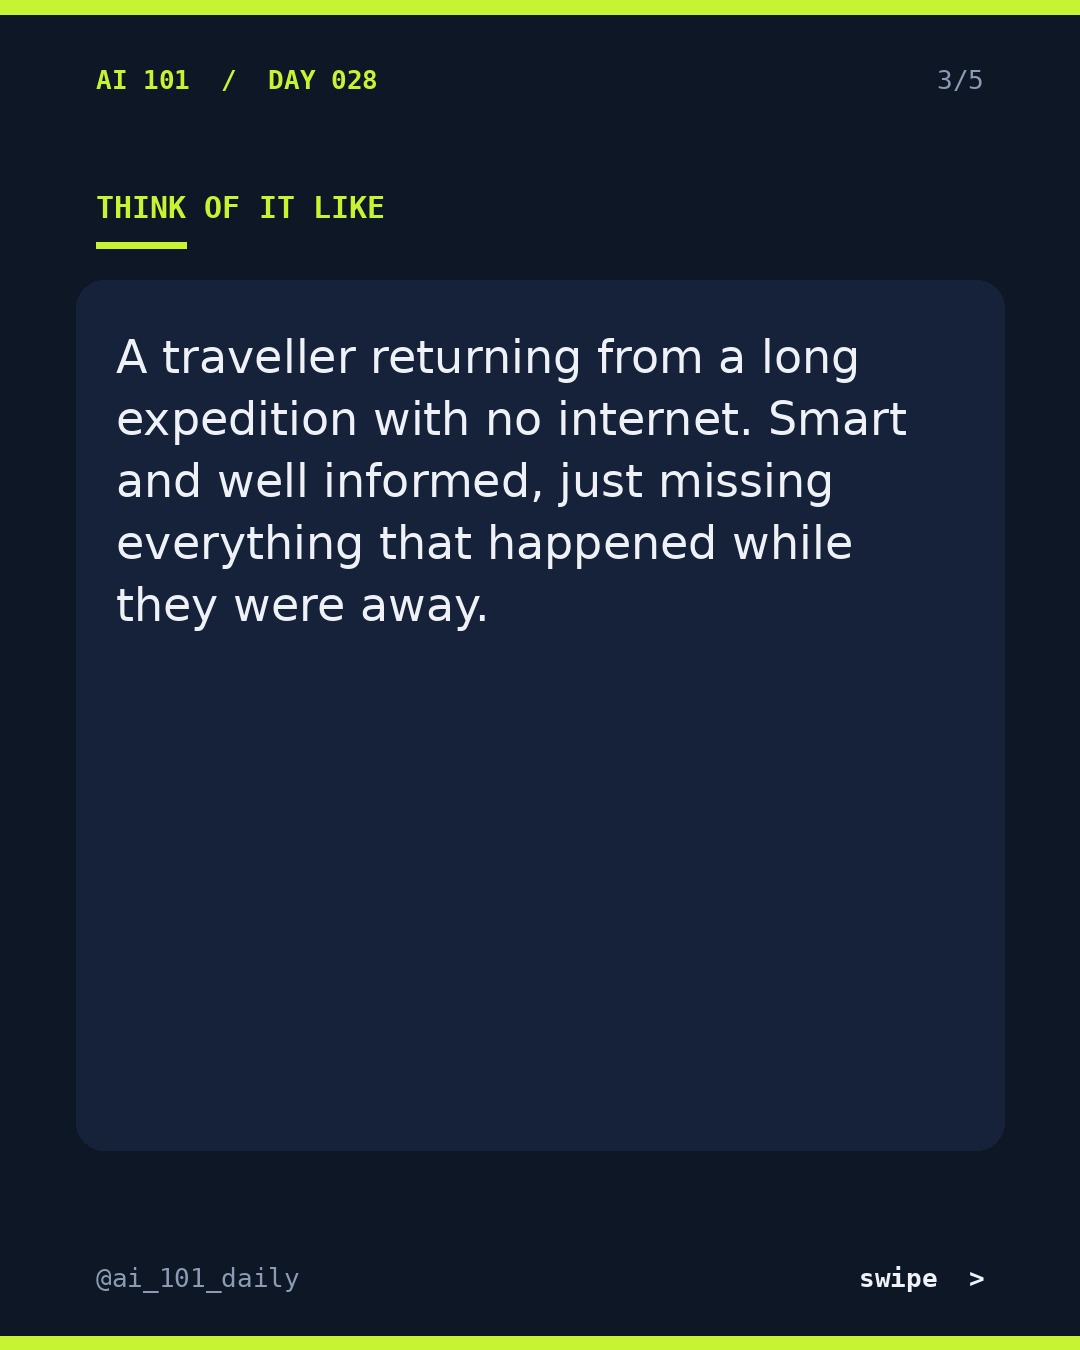 AI 101 / DAY 028
3/5
THINK OF IT LIKE
A traveller returning from a long
expedition with no internet. Smart
and well informed, just missing
everything that happened while
they were away.
@ai_101_daily
swipe >